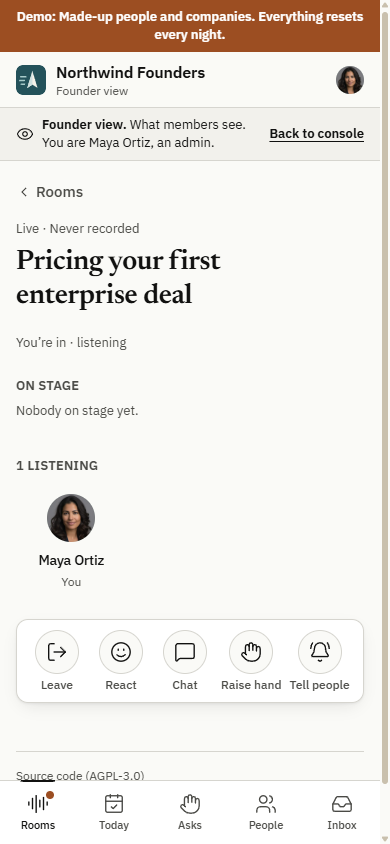 Demo: Made-up people and companies. Everything resets
every night.
Northwind Founders
Founder view
Founder view. What members see.
You are Maya Ortiz, an admin.
Back to console
Rooms
Live · Never recorded
Pricing your first
enterprise deal
You're in · listening
ON STAGE
Nobody on stage yet.
1 LISTENING
Maya Ortiz
You
Leave
React
Chat
Raise hand
Tell people
Source code (AGPL-3.0)
Rooms
Today
Asks
People
Inbox